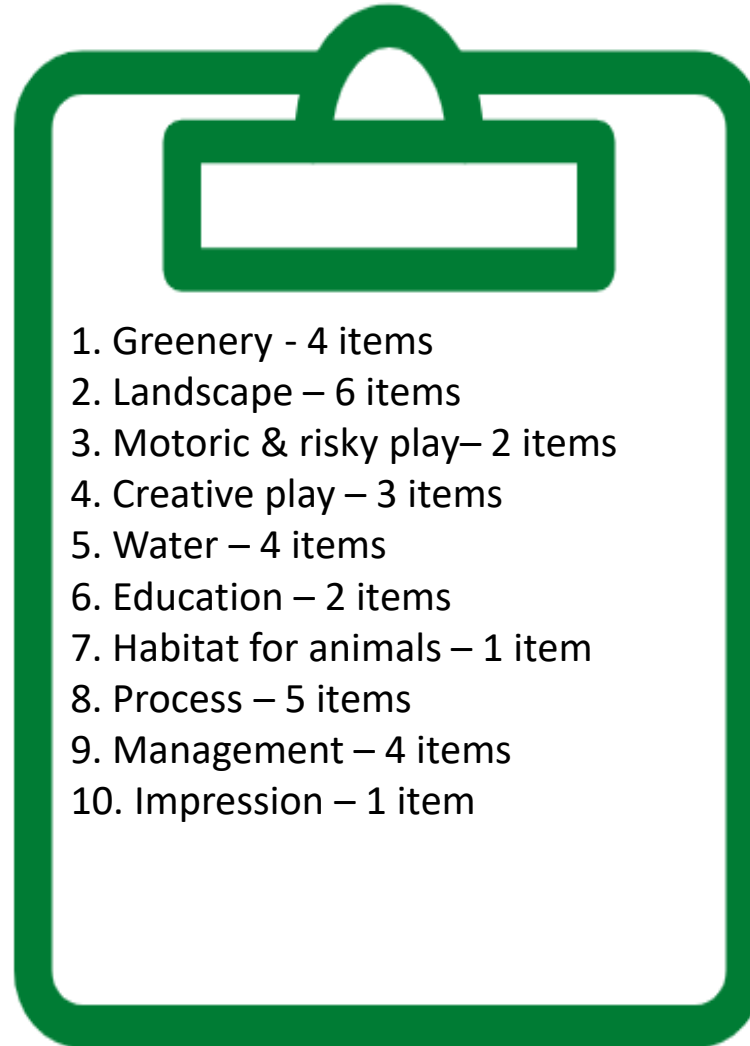 1. Greenery - 4 items
2. Landscape – 6 items
3. Motoric & risky play– 2 items
4. Creative play – 3 items
5. Water – 4 items
6. Education – 2 items
7. Habitat for animals – 1 item
8. Process – 5 items
9. Management – 4 items
10. Impression – 1 item